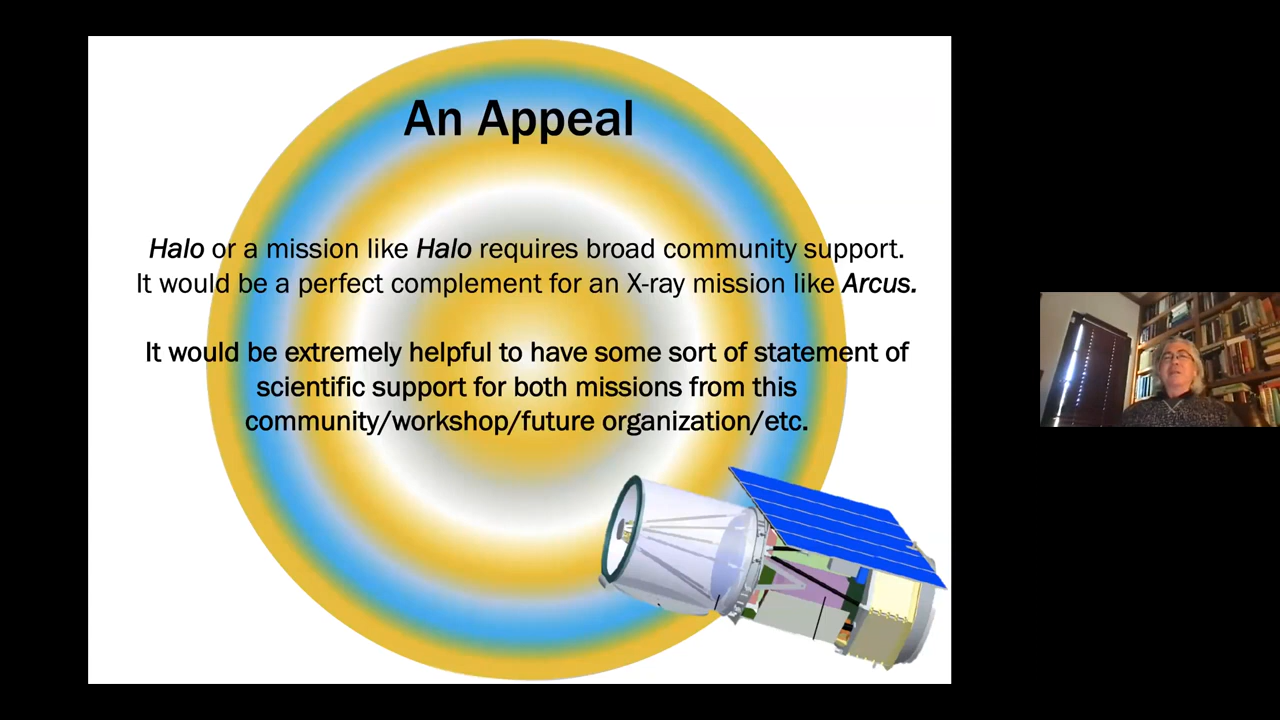 An Appeal
Halo or a mission like Halo requires broad community support.
It would be a perfect complement for an X-ray mission like Arcus.
It would be extremely helpful to have some sort of statement of
scientific support for both missions from this
community/workshop/future organization/etc.